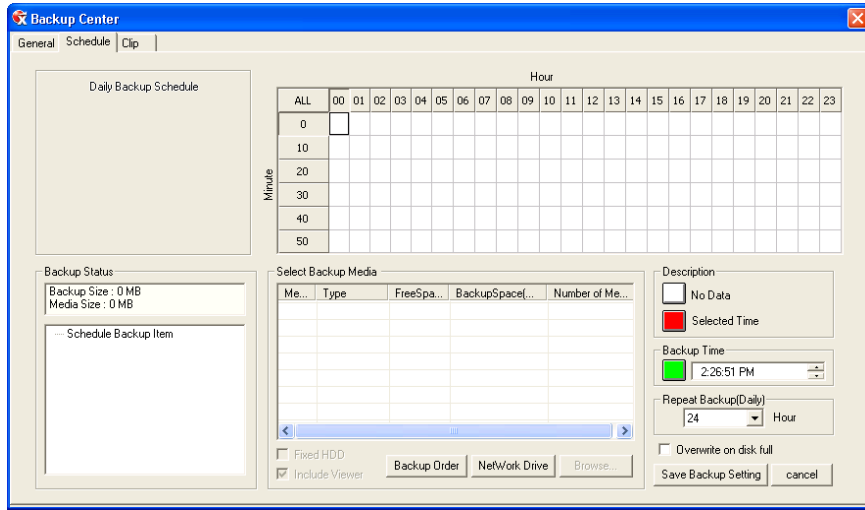 Backup Center
General Schedule Clip
Daily Backup Schedule
Hour
ALL 00 01 02 03 04 05 06 07 08 09 10 11 12 13 14 15 16 17 18 19 20 21 22 23
Minute
0
10
20
30
40
50
Backup Status
Backup Size : 0 MB
Media Size : 0 MB
Schedule Backup Item
Select Backup Media
Me... Type FreeSpa... BackupSpace(... Number of Me...
Fixed HDD
Include Viewer
Backup Order NetWork Drive Browse...
Description
No Data
Selected Time
Backup Time
2:26:51 PM
Repeat Backup(Daily)
24 Hour
Overwrite on disk full
Save Backup Setting cancel